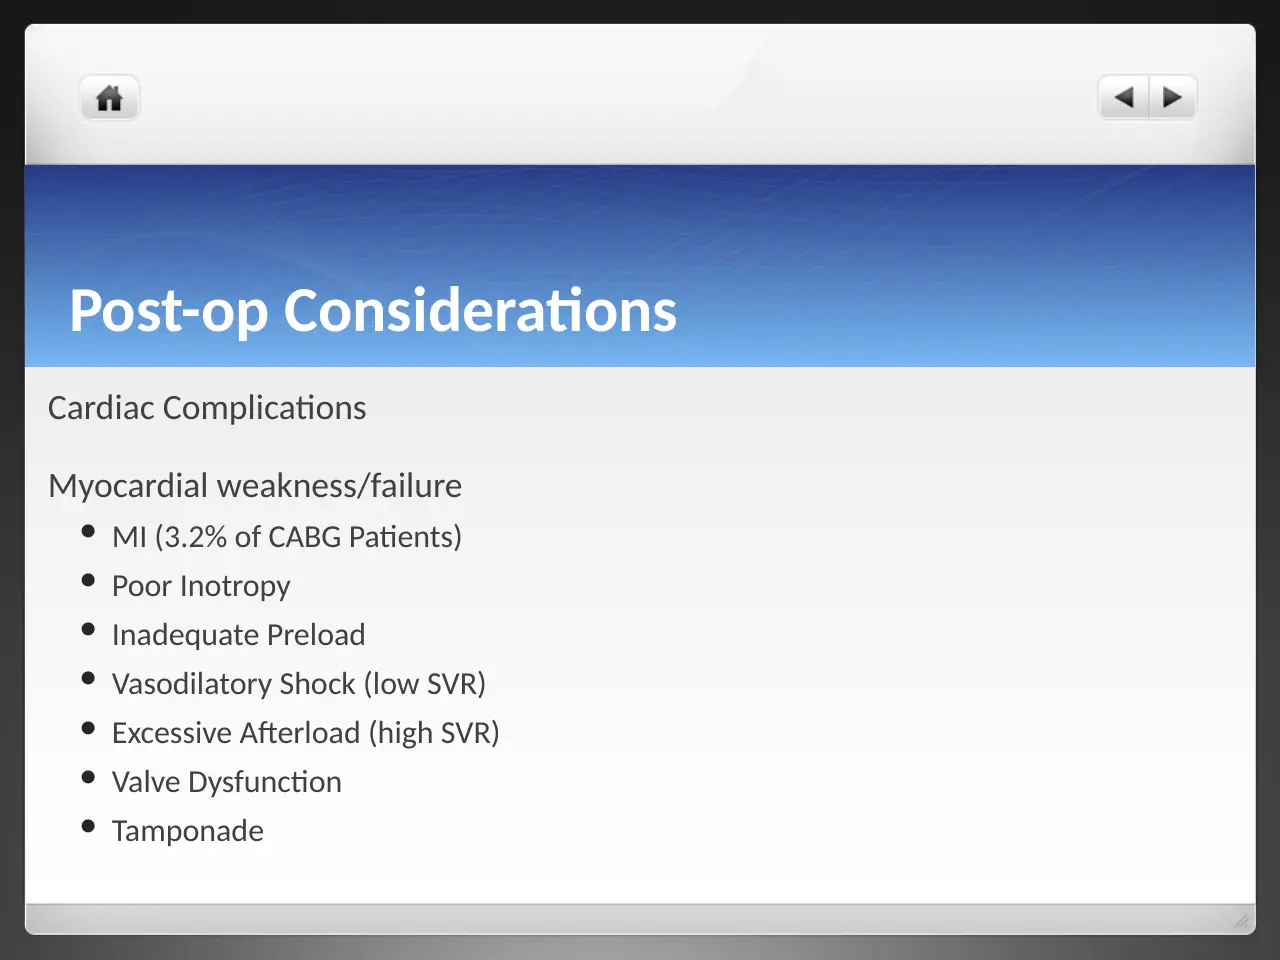 Post-op Considerations
Cardiac Complications
Myocardial weakness/failure
• MI (3.2% of CABG Patients)
• Poor Inotropy
• Inadequate Preload
• Vasodilatory Shock (low SVR)
• Excessive Afterload (high SVR)
• Valve Dysfunction
• Tamponade